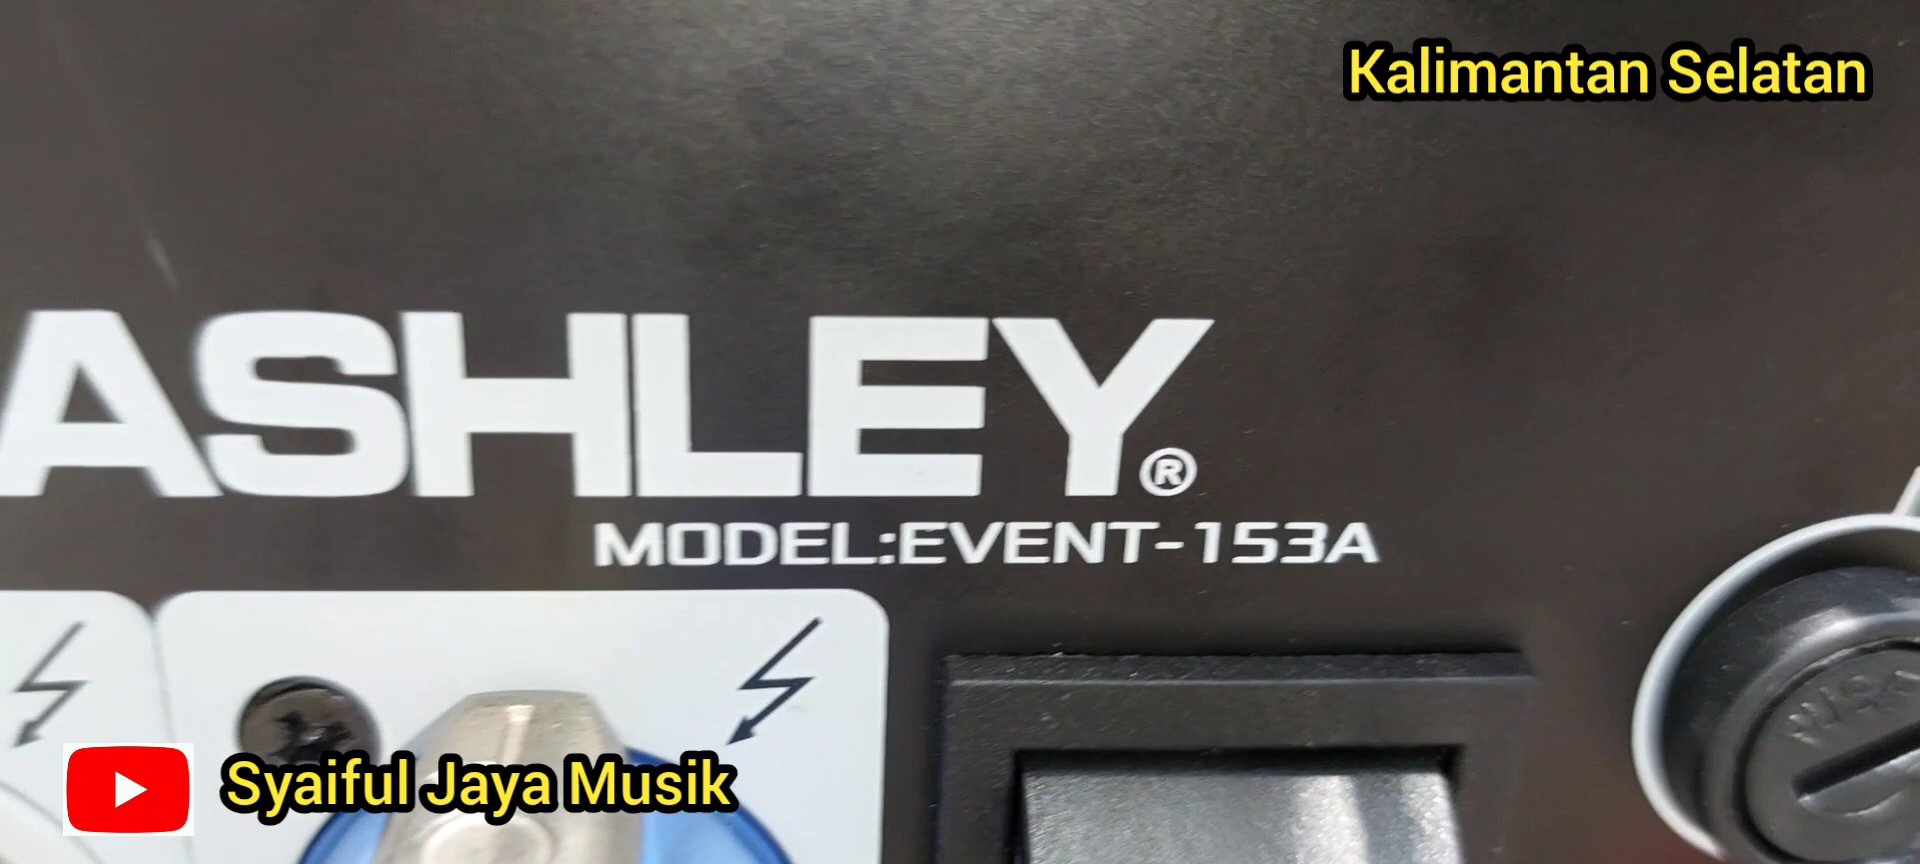 Kalimantan Selatan
ASHLEY®
MODEL:EVENT-153A
Syaiful Jaya Musik